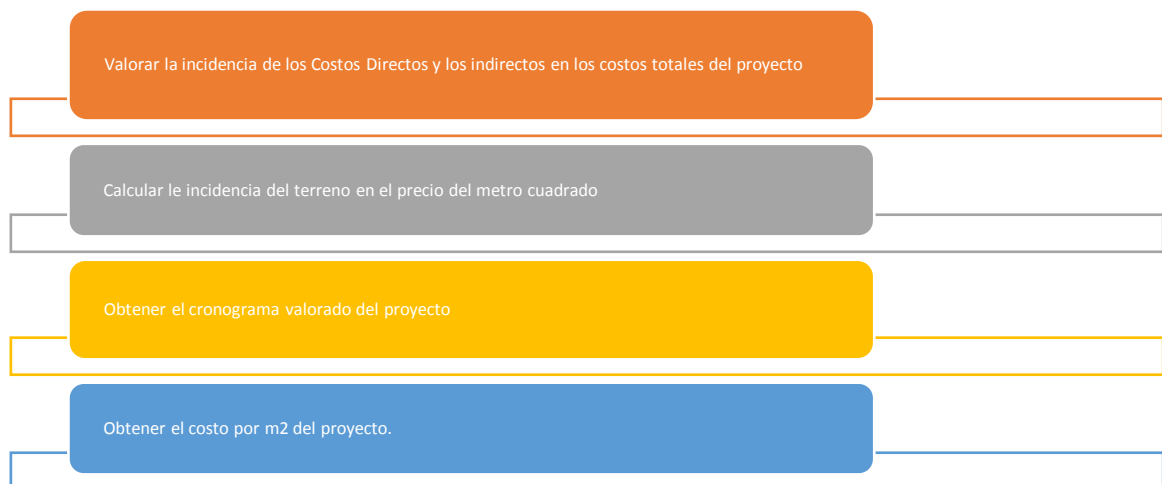 Valorar la incidencia de los Costos Directos y los indirectos en los costos totales del proyecto
Calcular le incidencia del terreno en el precio del metro cuadrado
Obtener el cronograma valorado del proyecto
Obtener el costo por m2 del proyecto.